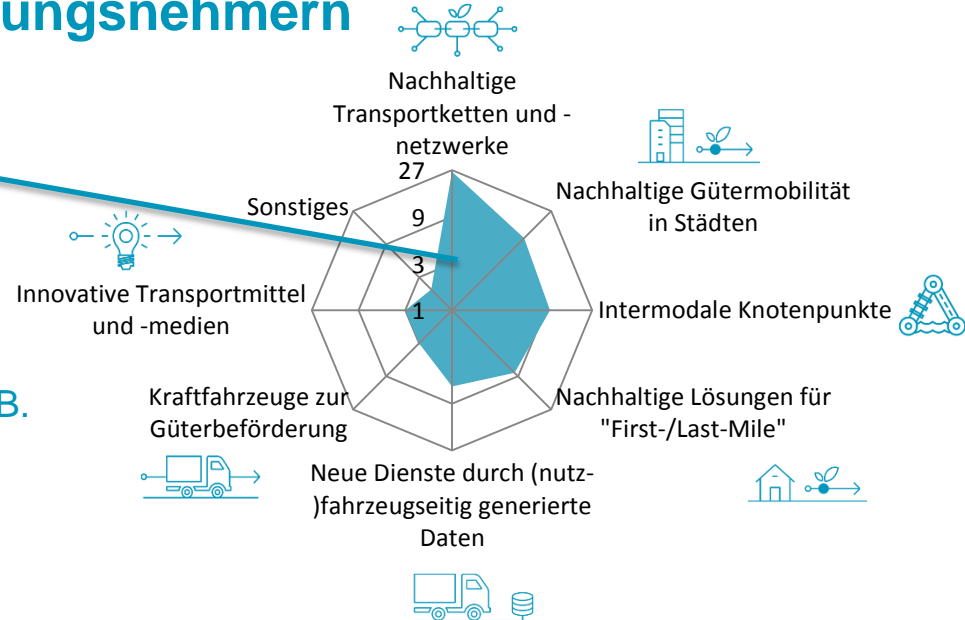 ungsnehmern
Nachhaltige
Transportketten und -
netzwerke
27
9
3
1
Nachhaltige Gütermobilität
in Städten
Intermodale Knotenpunkte
Nachhaltige Lösungen für
"First-/Last-Mile"
Neue Dienste durch (nutz-
)fahrzeugseitig generierte
Daten
Kraftfahrzeuge zur
Güterbeförderung
Innovative Transportmittel
und -medien
Sonstiges
B.